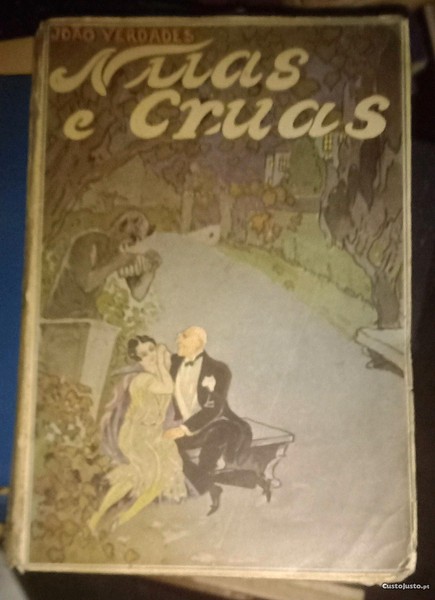 JOÃO VERDADES
Nuas
e Cruas
CustoJusto.pt